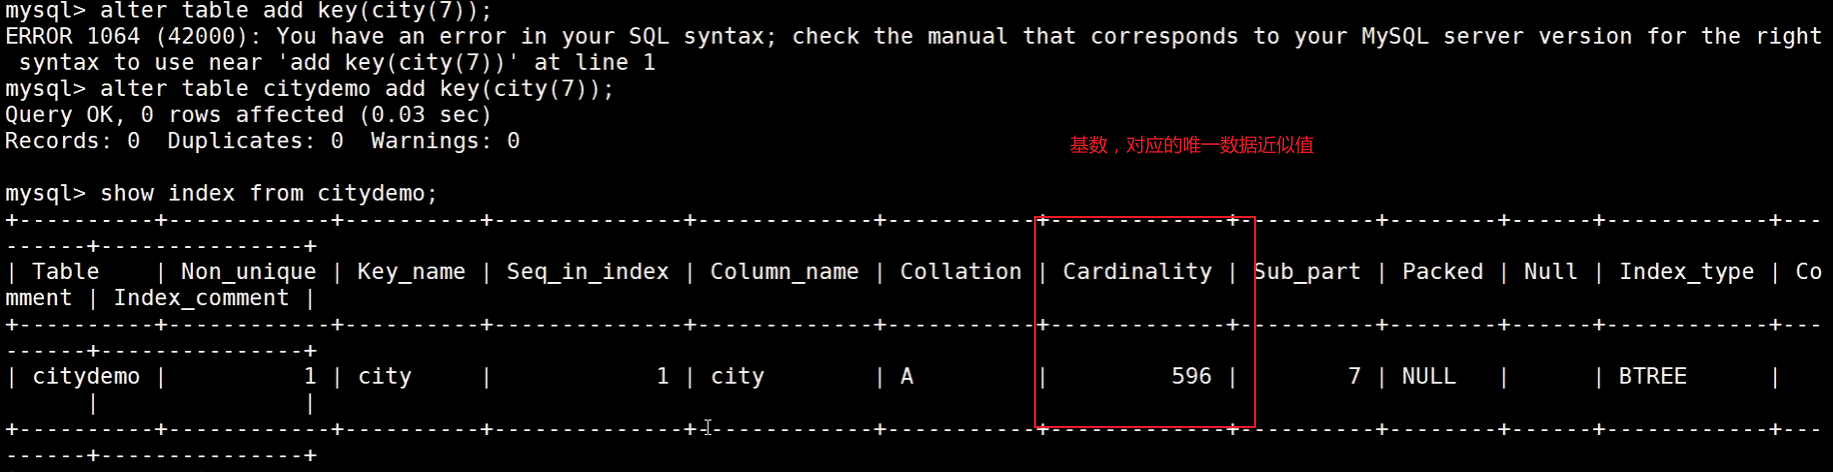 mysql> alter table add key(city(7));
ERROR 1064 (42000): You have an error in your SQL syntax; check the manual that corresponds to your MySQL server version for the right
 syntax to use near 'add key(city(7))' at line 1
mysql> alter table citydemo add key(city(7));
Query OK, 0 rows affected (0.03 sec)
Records: 0  Duplicates: 0  Warnings: 0
基数，对应的唯一数据近似值
mysql> show index from citydemo;
+----------+------------+----------+--------------+-------------+-----------+-------------+----------+--------+------+------------+---
------+---------------+
| Table    | Non_unique | Key_name | Seq_in_index | Column_name | Collation | Cardinality | Sub_part | Packed | Null | Index_type | Co
mment | Index_comment |
+----------+------------+----------+--------------+-------------+-----------+-------------+----------+--------+------+------------+---
------+---------------+
| citydemo |          1 | city     |            1 | city        | A         |         596 |        7 | NULL   |      | BTREE      |
      |               |
+----------+------------+----------+--------------+-------------+-----------+-------------+----------+--------+------+------------+---
------+---------------+